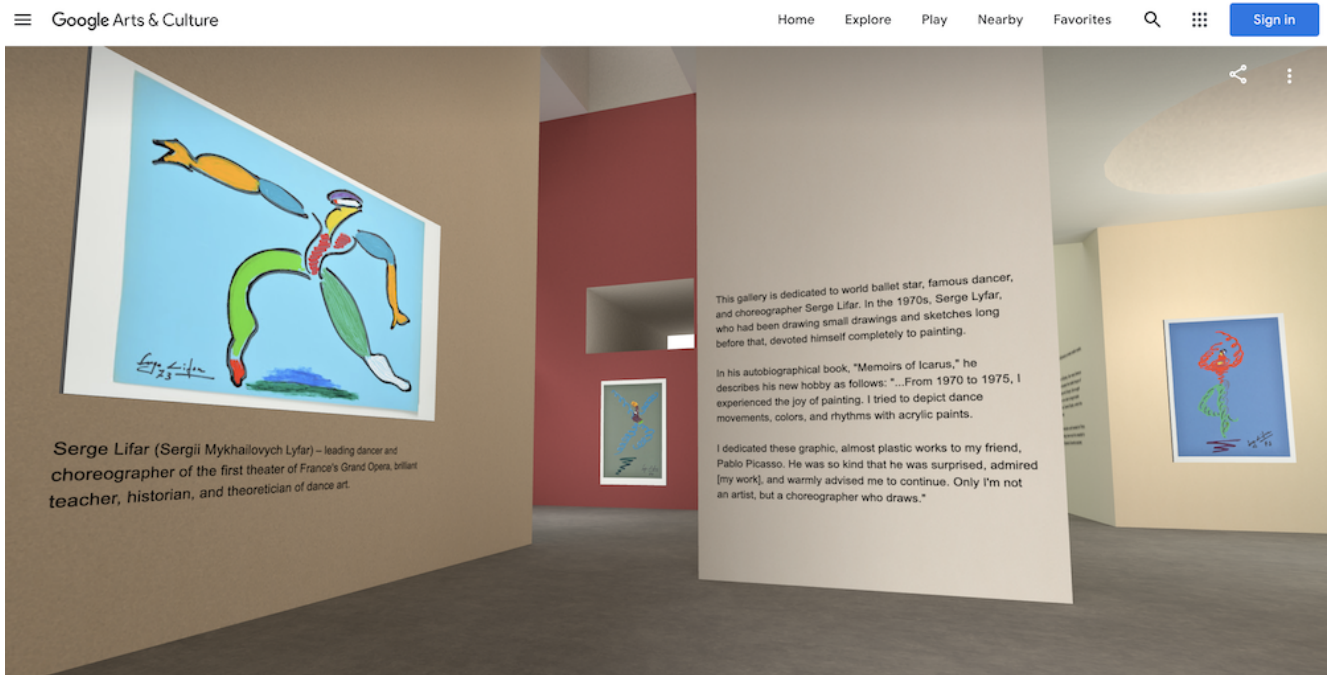 Google Arts & Culture
Home
Explore
Play
Nearby
Favorites
Sign in
Serge Lifar
73
Serge Lifar (Sergii Mykhailovych Lyfar) – leading dancer and
choreographer of the first theater of France's Grand Opera, brilliant
teacher, historian, and theoretician of dance art.
This gallery is dedicated to world ballet star, famous dancer,
and choreographer Serge Lifar. In the 1970s, Serge Lyfar,
who had been drawing small drawings and sketches long
before that, devoted himself completely to painting.
In his autobiographical book, "Memoirs of Icarus," he
describes his new hobby as follows: "...From 1970 to 1975, I
experienced the joy of painting. I tried to depict dance
movements, colors, and rhythms with acrylic paints.
I dedicated these graphic, almost plastic works to my friend,
Pablo Picasso. He was so kind that he was surprised, admired
[my work], and warmly advised me to continue. Only I'm not
an artist, but a choreographer who draws."